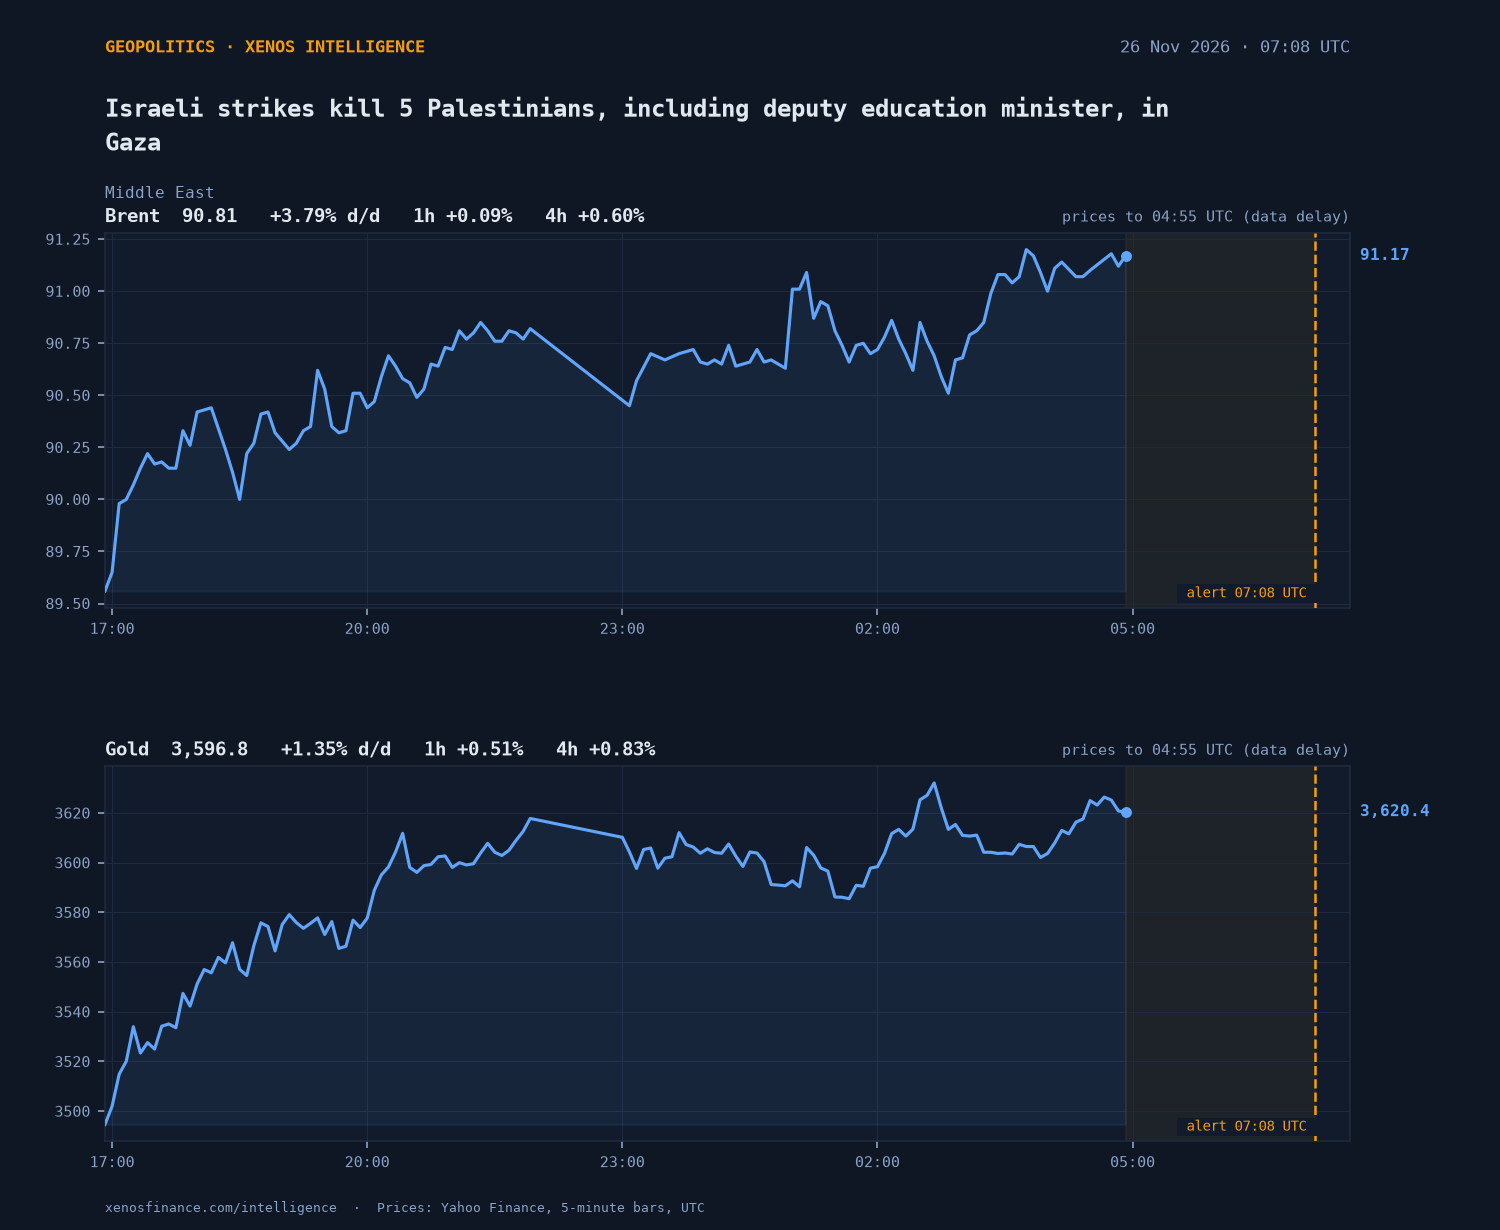 GEOPOLITICS · XENOS INTELLIGENCE
26 Nov 2026 · 07:08 UTC
Israeli strikes kill 5 Palestinians, including deputy education minister, in
Gaza
Middle East
Brent 90.81 +3.79% d/d 1h +0.09% 4h +0.60%
prices to 04:55 UTC (data delay)
91.25
91.00
90.75
90.50
90.25
90.00
89.75
89.50
91.17
alert 07:08 UTC
17:00
20:00
23:00
02:00
05:00
Gold 3,596.8 +1.35% d/d 1h +0.51% 4h +0.83%
prices to 04:55 UTC (data delay)
3620
3600
3580
3560
3540
3520
3500
3,620.4
alert 07:08 UTC
17:00
20:00
23:00
02:00
05:00
xenosfinance.com/intelligence · Prices: Yahoo Finance, 5-minute bars, UTC